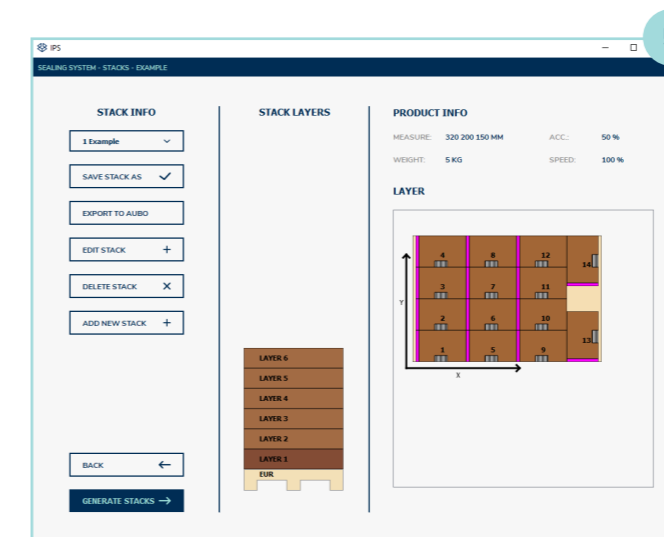 IPS
SEALING SYSTEM - STACKS - EXAMPLE
STACK INFO
1 Example
SAVE STACK AS
EXPORT TO AUBO
EDIT STACK
DELETE STACK
ADD NEW STACK
BACK
GENERATE STACKS
STACK LAYERS
LAYER 6
LAYER 5
LAYER 4
LAYER 3
LAYER 2
LAYER 1
EUR
PRODUCT INFO
MEASURE: 320 200 150 MM ACC.: 50 %
WEIGHT: 5 KG SPEED: 100 %
LAYER
4 8 12 14
3 7 11
Y
2 6 10
1 5 9 13
X